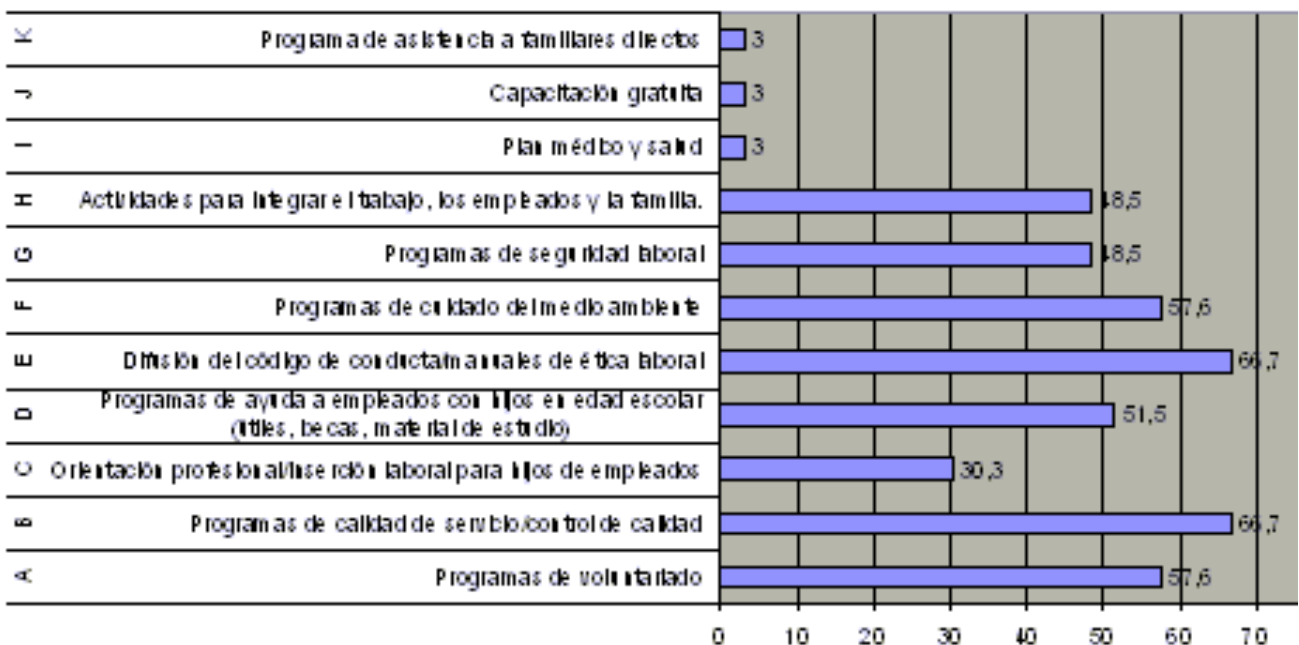 K Programa de asistencia a familiares directos 3
J Capacitación gratuita 3
I Plan médico y salud 3
H Actividades para integrar el trabajo, los empleados y la familia. 48,5
G Programas de seguridad laboral 48,5
F Programas de cuidado del medio ambiente 57,6
E Difusión del código de conducta/manuales de ética laboral 66,7
D Programas de ayuda a empleados con hijos en edad escolar
(útiles, becas, material de estudio) 51,5
C Orientación profesional/inserción laboral para hijos de empleados 30,3
B Programas de calidad de servicio/control de calidad 66,7
A Programas de voluntariado 57,6
0 10 20 30 40 50 60 70